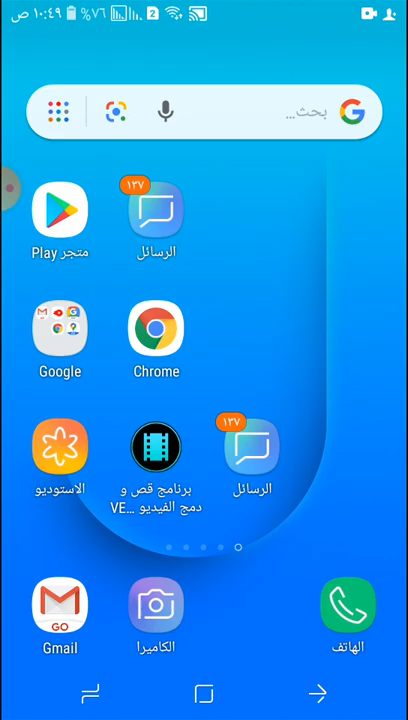 ١٠:٤٩ ص
%٧٦
2
بحث...
١٣٧
الرسائل
متجر Play
Chrome
Google
١٣٧
الرسائل
برنامج قص و
دمج الفيديو VE...
الاستوديو
الهاتف
الكاميرا
GO
Gmail